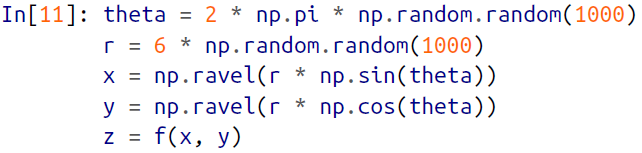 In[11]: theta = 2 * np.pi * np.random.random(1000)
r = 6 * np.random.random(1000)
x = np.ravel(r * np.sin(theta))
y = np.ravel(r * np.cos(theta))
z = f(x, y)